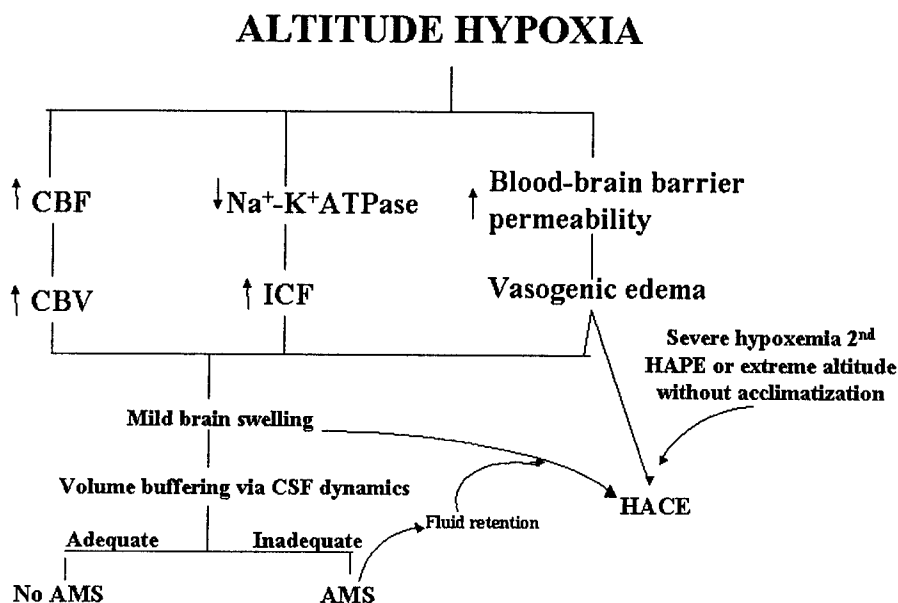 ALTITUDE HYPOXIA
↑ CBF
↓Na⁺-K⁺ATPase
↑ Blood-brain barrier
permeability
↑ CBV
↑ ICF
Vasogenic edema
Severe hypoxemia 2ⁿᵈ
HAPE or extreme altitude
without acclimatization
Mild brain swelling
Volume buffering via CSF dynamics
HACE
Fluid retention
Adequate
Inadequate
No AMS
AMS